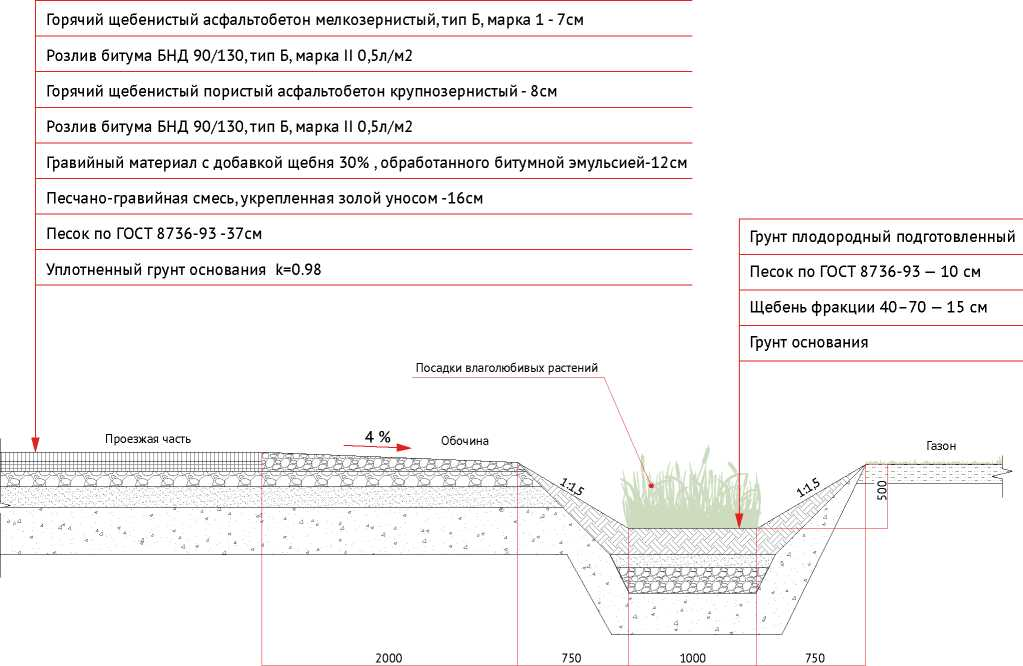 Горячий щебенистый асфальтобетон мелкозернистый, тип Б, марка 1 - 7см
Розлив битума БНД 90/130, тип Б, марка II 0,5л/м2
Горячий щебенистый пористый асфальтобетон крупнозернистый - 8см
Розлив битума БНД 90/130, тип Б, марка II 0,5л/м2
Гравийный материал с добавкой щебня 30% , обработанного битумной эмульсией-12см
Песчано-гравийная смесь, укрепленная золой уносом -16см
Песок по ГОСТ 8736-93 -37см
Уплотненный грунт основания k=0.98
Грунт плодородный подготовленный
Песок по ГОСТ 8736-93 — 10 см
Щебень фракции 40–70 — 15 см
Грунт основания
Посадки влаголюбивых растений
Проезжая часть
4 %
Обочина
Газон
1:1,5
1:1,5
500
2000
750
1000
750